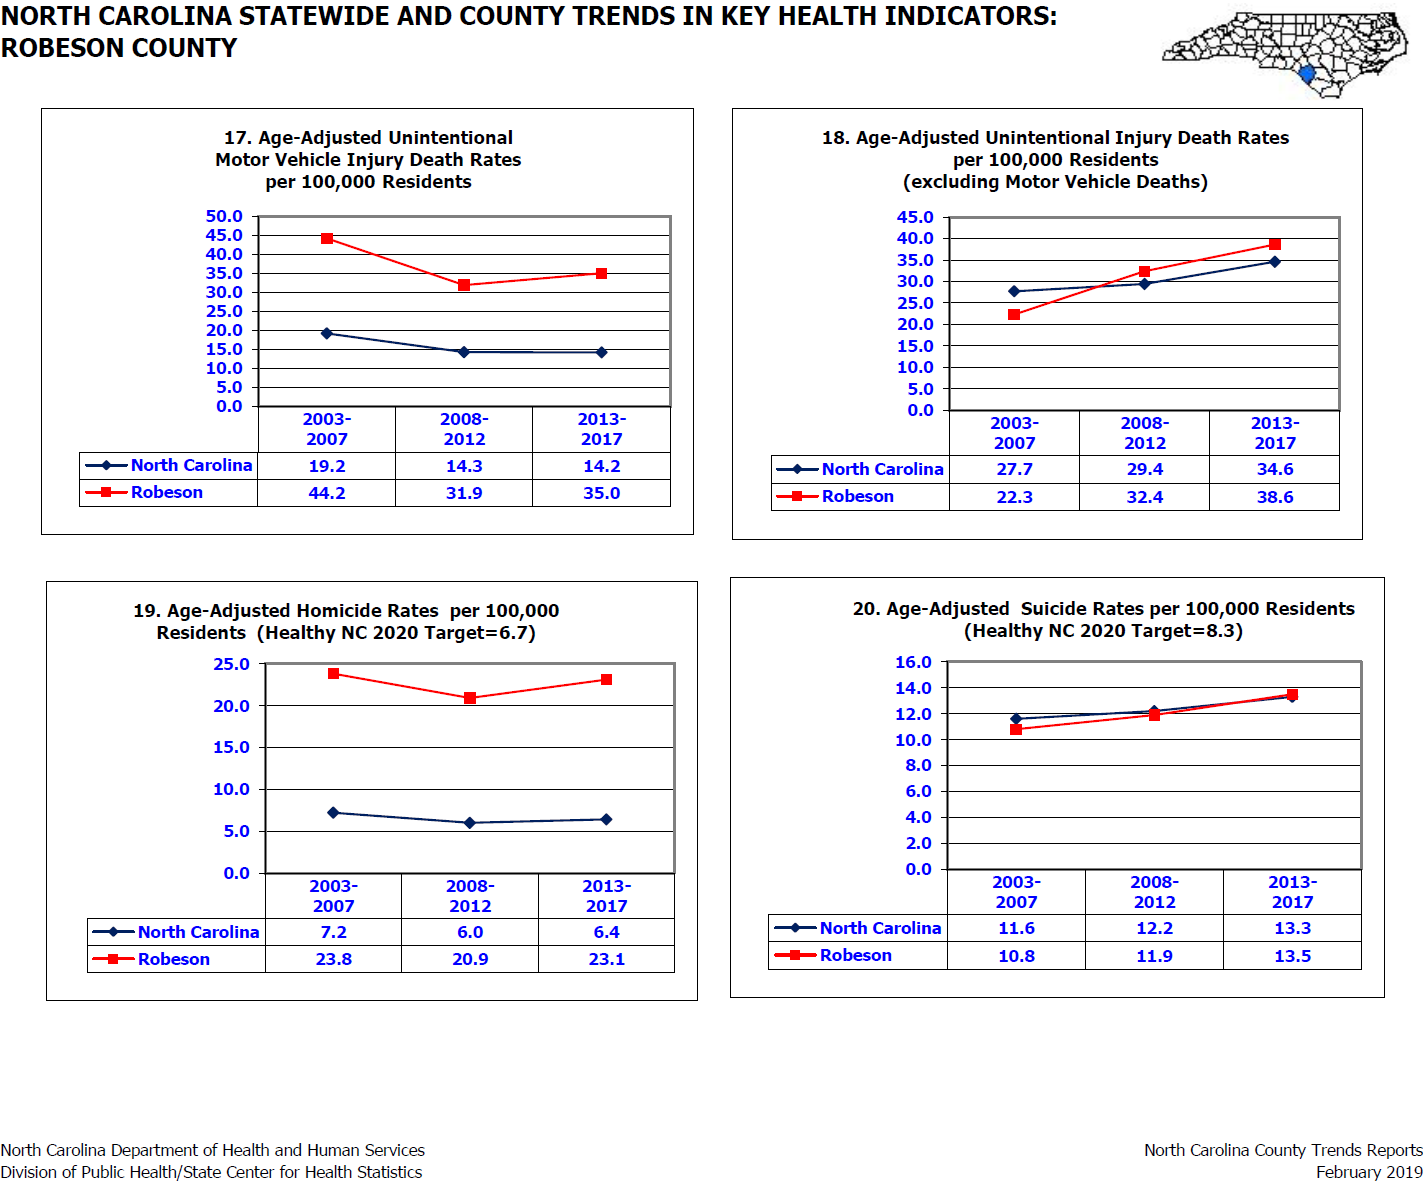 NORTH CAROLINA STATEWIDE AND COUNTY TRENDS IN KEY HEALTH INDICATORS:
ROBESON COUNTY
17. Age-Adjusted Unintentional
Motor Vehicle Injury Death Rates
per 100,000 Residents
50.0
45.0
40.0
35.0
30.0
25.0
20.0
15.0
10.0
5.0
0.0
2003-
2007
2008-
2012
2013-
2017
North Carolina 19.2 14.3 14.2
Robeson 44.2 31.9 35.0
18. Age-Adjusted Unintentional Injury Death Rates
per 100,000 Residents
(excluding Motor Vehicle Deaths)
45.0
40.0
35.0
30.0
25.0
20.0
15.0
10.0
5.0
0.0
2003-
2007
2008-
2012
2013-
2017
North Carolina 27.7 29.4 34.6
Robeson 22.3 32.4 38.6
19. Age-Adjusted Homicide Rates  per 100,000
Residents  (Healthy NC 2020 Target=6.7)
25.0
20.0
15.0
10.0
5.0
0.0
2003-
2007
2008-
2012
2013-
2017
North Carolina 7.2 6.0 6.4
Robeson 23.8 20.9 23.1
20. Age-Adjusted  Suicide Rates per 100,000 Residents
(Healthy NC 2020 Target=8.3)
16.0
14.0
12.0
10.0
8.0
6.0
4.0
2.0
0.0
2003-
2007
2008-
2012
2013-
2017
North Carolina 11.6 12.2 13.3
Robeson 10.8 11.9 13.5
North Carolina Department of Health and Human Services
Division of Public Health/State Center for Health Statistics
North Carolina County Trends Reports
February 2019